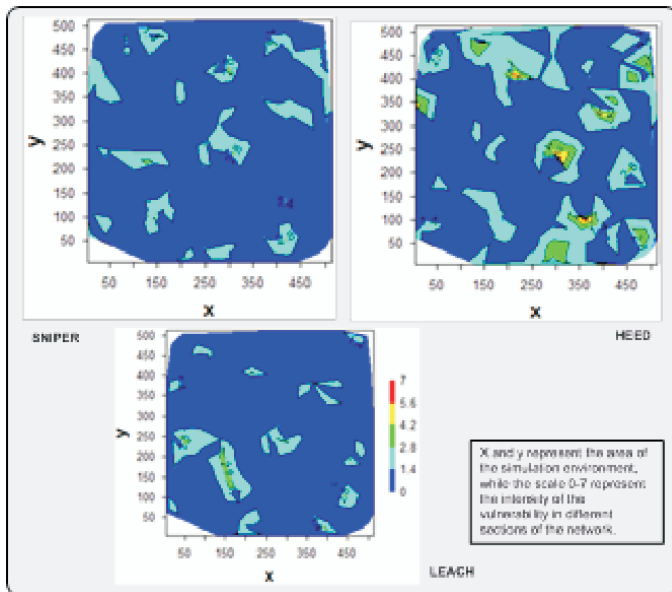 500
450
400
350
300
250
200
150
100
50
y
50 150 250 350 450
x
500
450
400
350
300
250
200
150
100
50
y
50 150 250 350 450
x
SNIPER
HEED
500
450
400
350
300
250
200
150
100
50
y
50 150 250 350 450
x
7
5.6
4.2
2.8
1.4
0
X and y represent the area of
the simulation environment,
while the scale 0-7 represent
the intensity of the
vulnerability in different
sections of the network.
LEACH